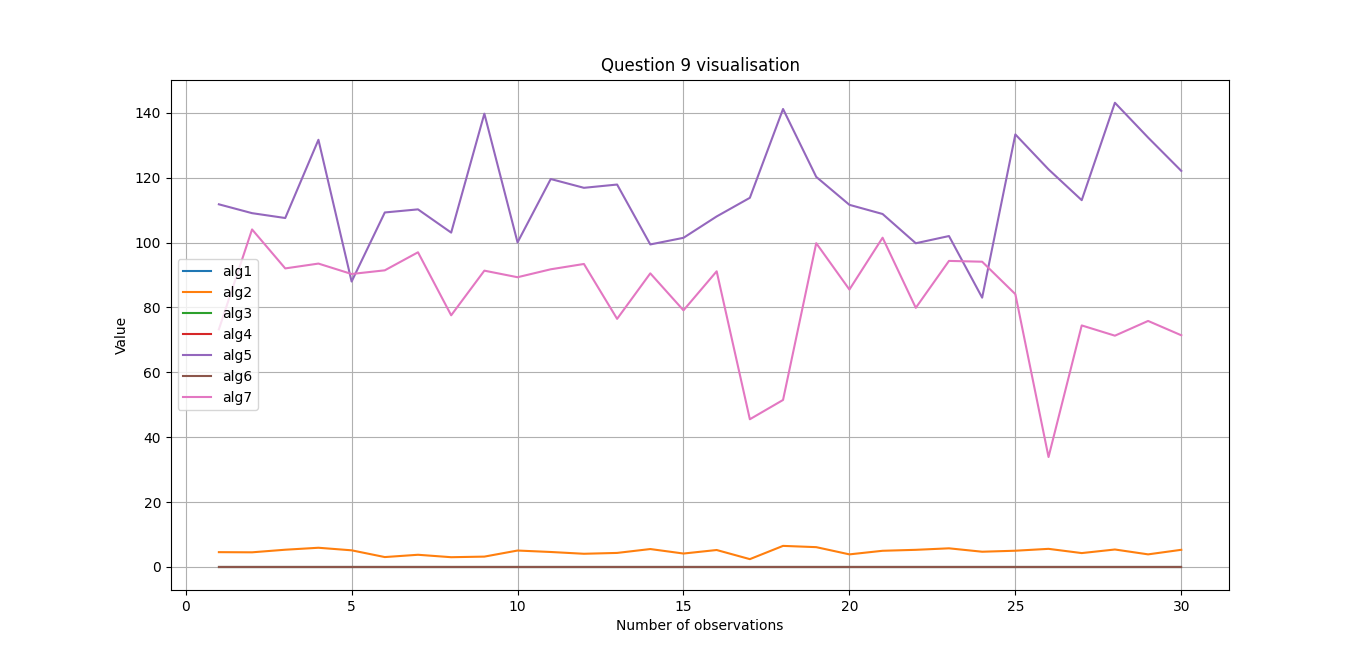 Question 9 visualisation
Value
140
120
100
80
60
40
20
0
alg1
alg2
alg3
alg4
alg5
alg6
alg7
0 5 10 15 20 25 30
Number of observations